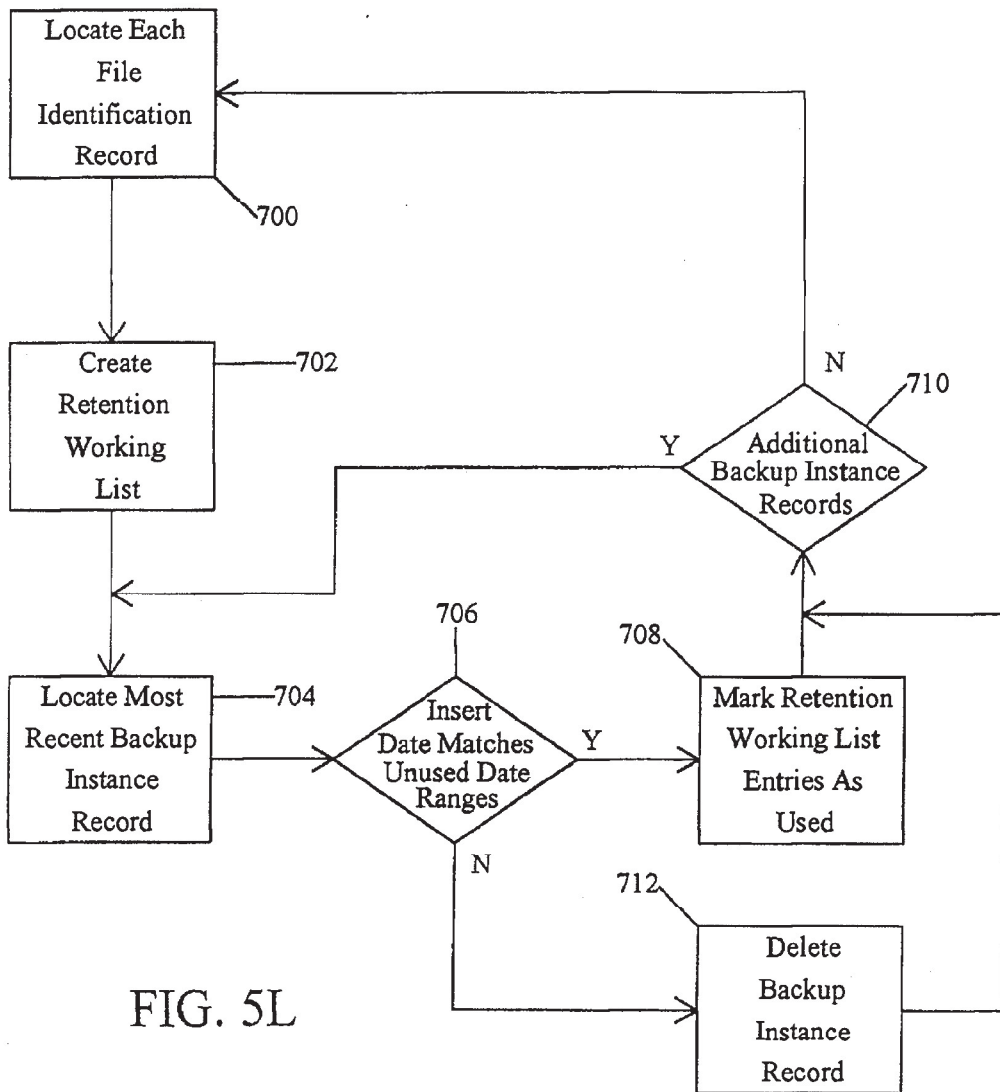 Locate Each
File
Identification
Record
700
Create
Retention
Working
List
702
N
710
Y
Additional
Backup Instance
Records
706
708
Locate Most
Recent Backup
Instance
Record
704
Insert
Date Matches
Unused Date
Ranges
Y
Mark Retention
Working List
Entries As
Used
N
712
Delete
Backup
Instance
Record
FIG. 5L